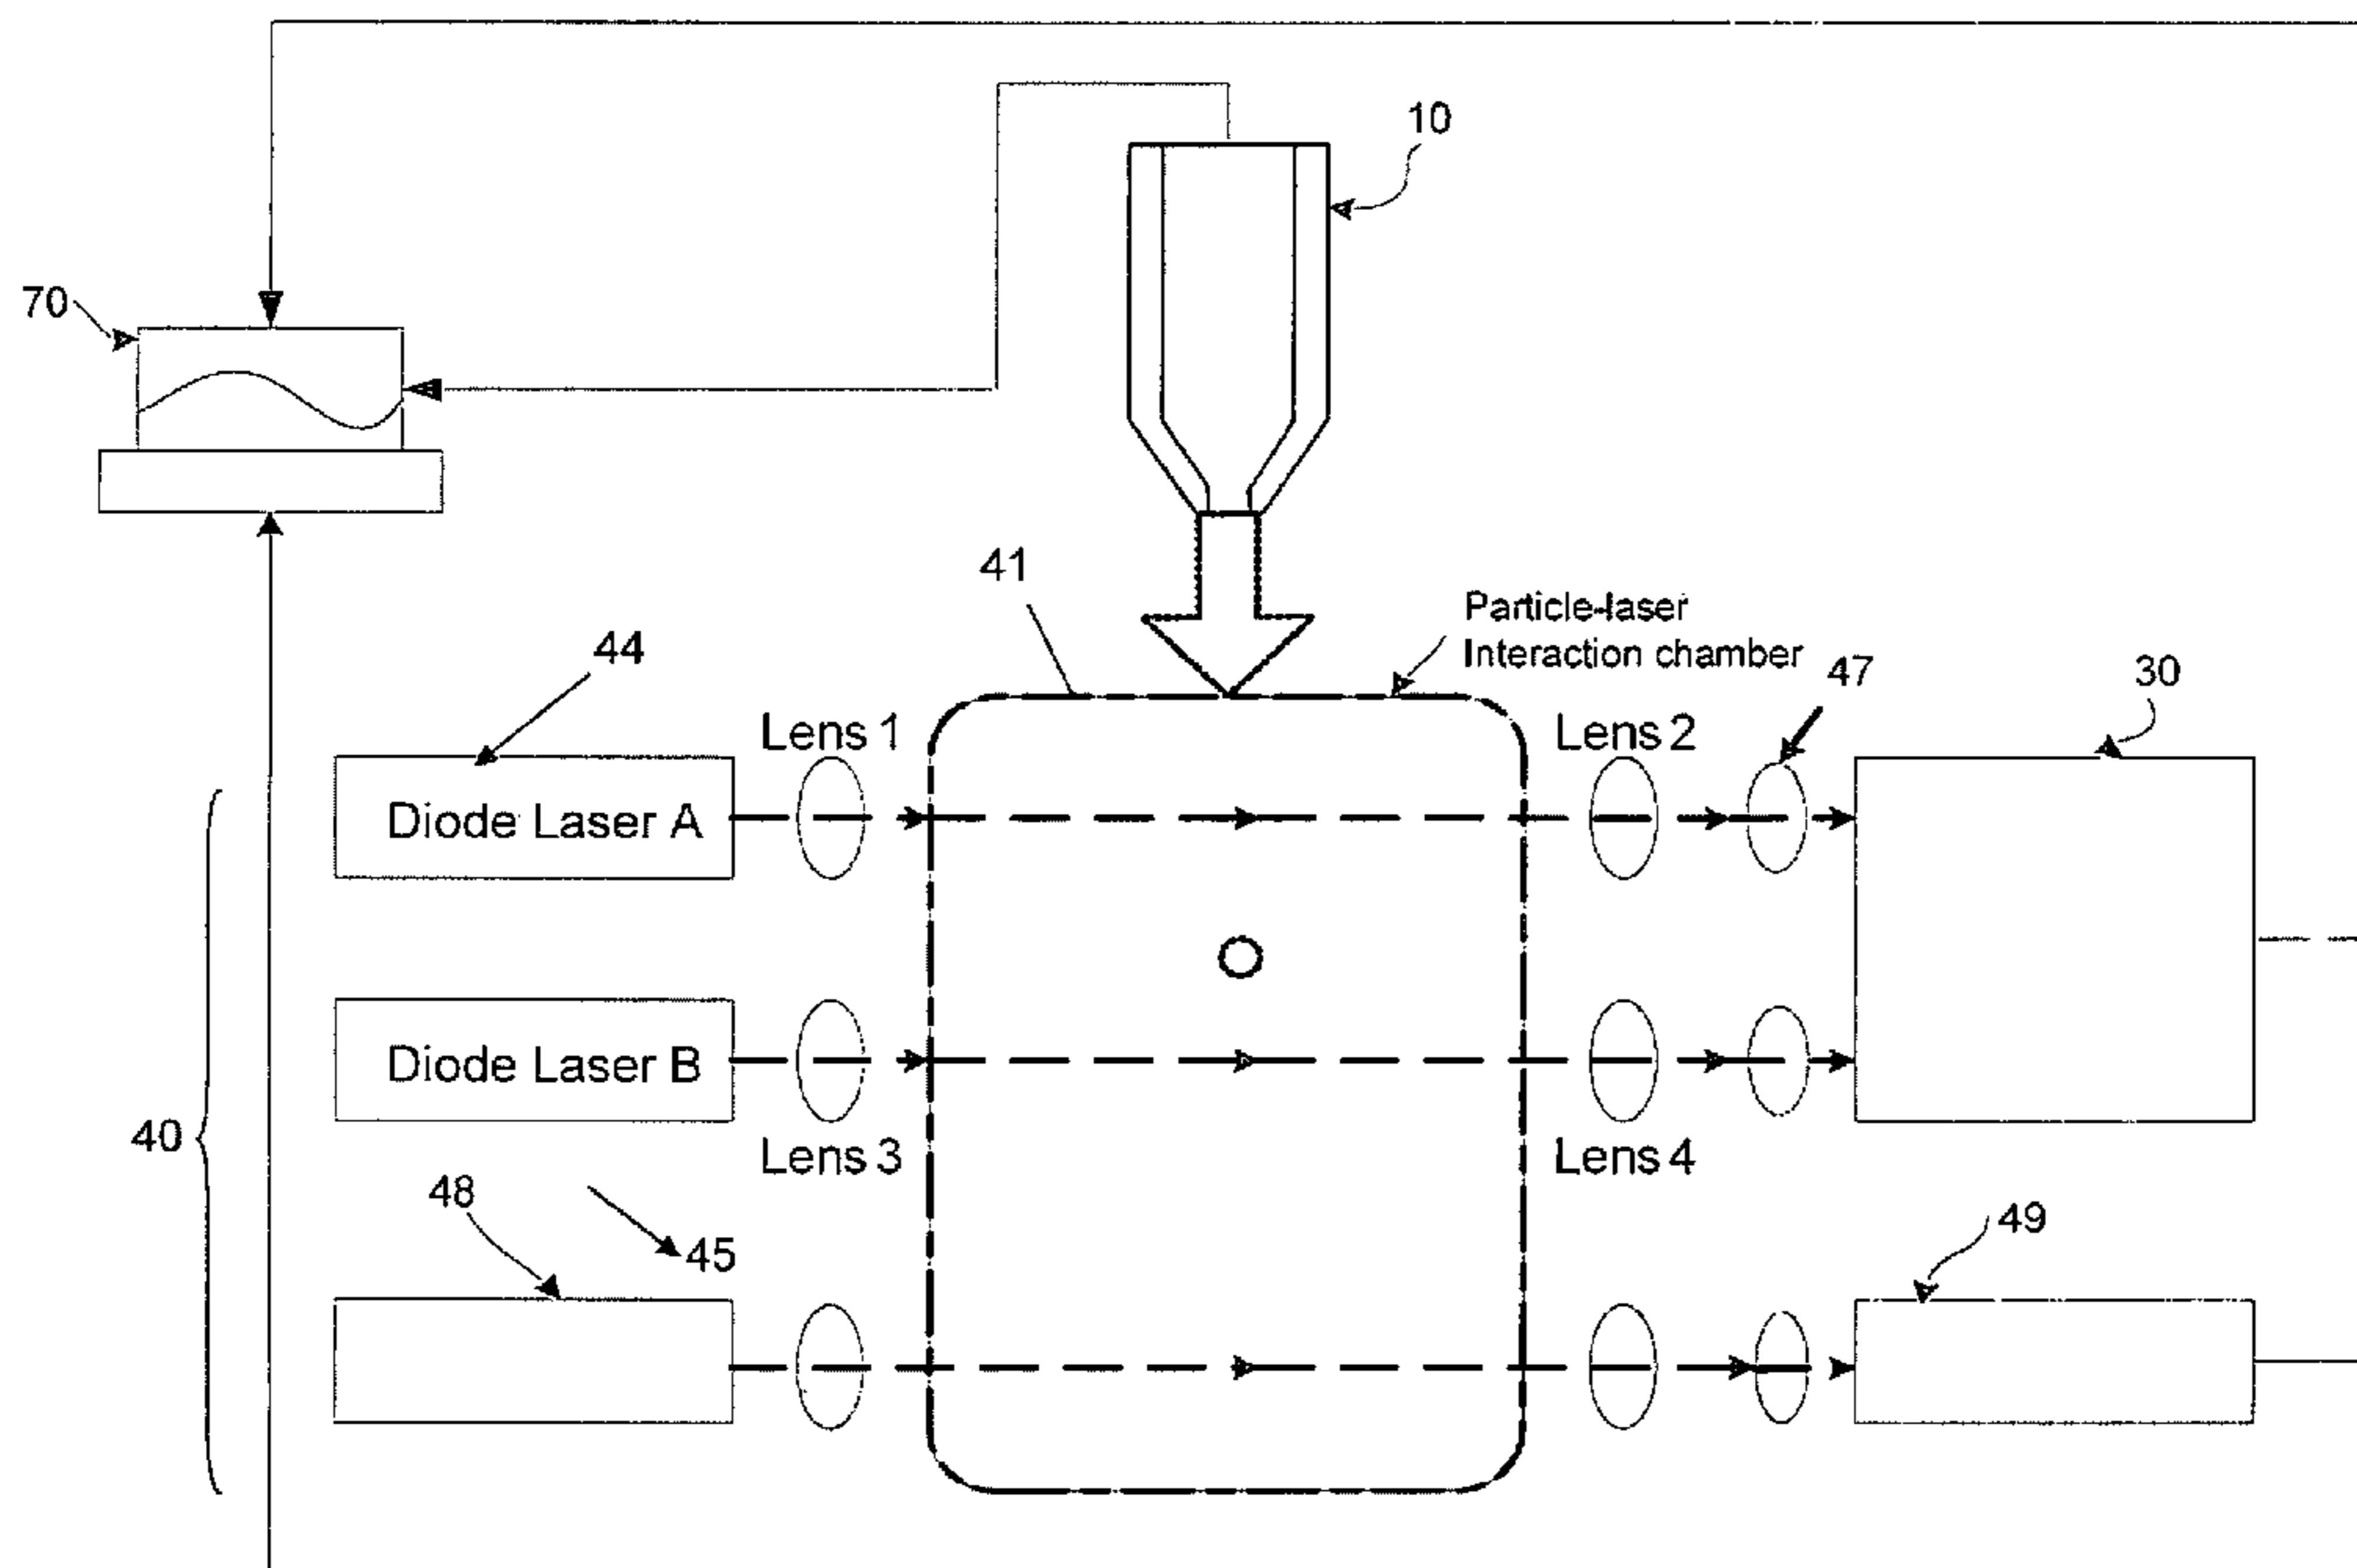 10
70
41
Particle-laser
Interaction chamber
44
47
30
Lens 1
Lens 2
Diode Laser A
Diode Laser B
40
Lens 3
Lens 4
48
45
49